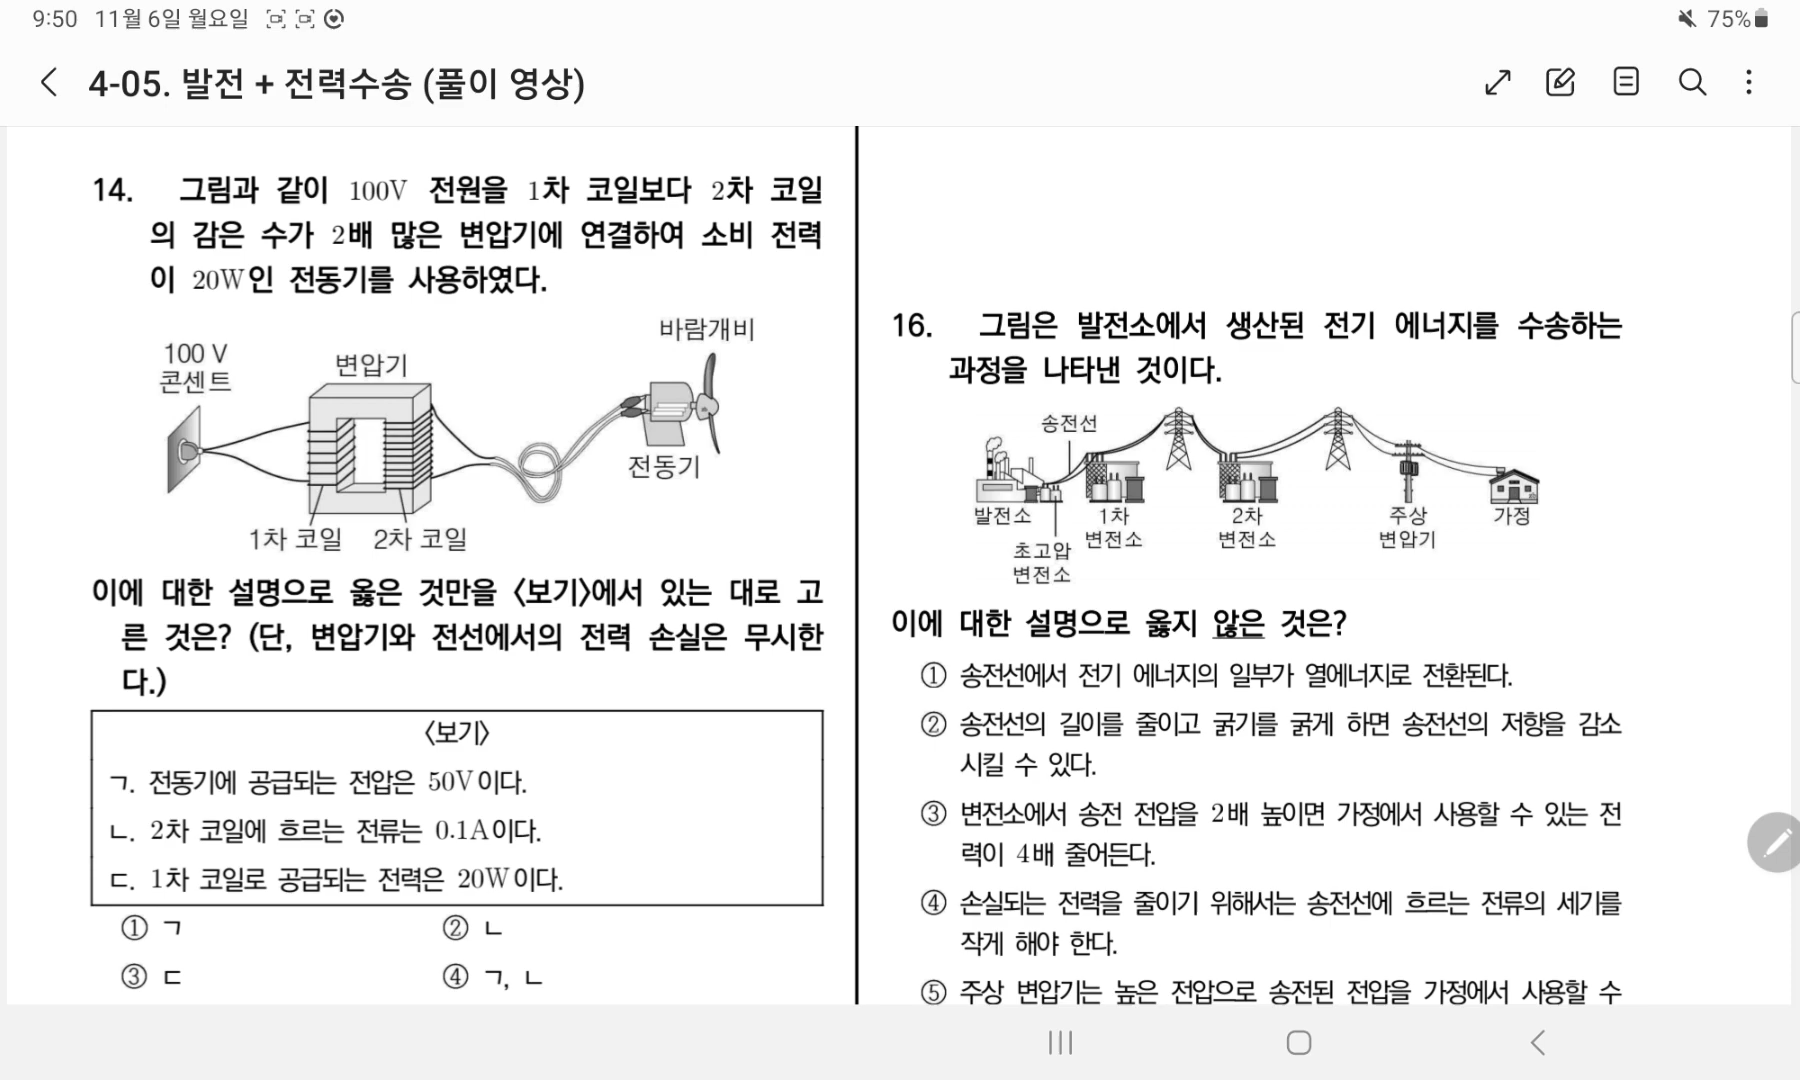 9:50 11월 6일 월요일
75%
4-05. 발전 + 전력수송 (풀이 영상)
14. 그림과 같이 100V 전원을 1차 코일보다 2차 코일
의 감은 수가 2배 많은 변압기에 연결하여 소비 전력
이 20W인 전동기를 사용하였다.
바람개비
100 V
콘센트
변압기
전동기
1차 코일 2차 코일
이에 대한 설명으로 옳은 것만을 〈보기〉에서 있는 대로 고
른 것은? (단, 변압기와 전선에서의 전력 손실은 무시한
다.)
〈보기〉
ㄱ. 전동기에 공급되는 전압은 50V이다.
ㄴ. 2차 코일에 흐르는 전류는 0.1A이다.
ㄷ. 1차 코일로 공급되는 전력은 20W이다.
① ㄱ ② ㄴ
③ ㄷ ④ ㄱ, ㄴ
16. 그림은 발전소에서 생산된 전기 에너지를 수송하는
과정을 나타낸 것이다.
송전선
발전소
초고압
변전소
1차
변전소
2차
변전소
주상
변압기
가정
이에 대한 설명으로 옳지 않은 것은?
① 송전선에서 전기 에너지의 일부가 열에너지로 전환된다.
② 송전선의 길이를 줄이고 굵기를 굵게 하면 송전선의 저항을 감소
시킬 수 있다.
③ 변전소에서 송전 전압을 2배 높이면 가정에서 사용할 수 있는 전
력이 4배 줄어든다.
④ 손실되는 전력을 줄이기 위해서는 송전선에 흐르는 전류의 세기를
작게 해야 한다.
⑤ 주상 변압기는 높은 전압으로 송전된 전압을 가정에서 사용할 수